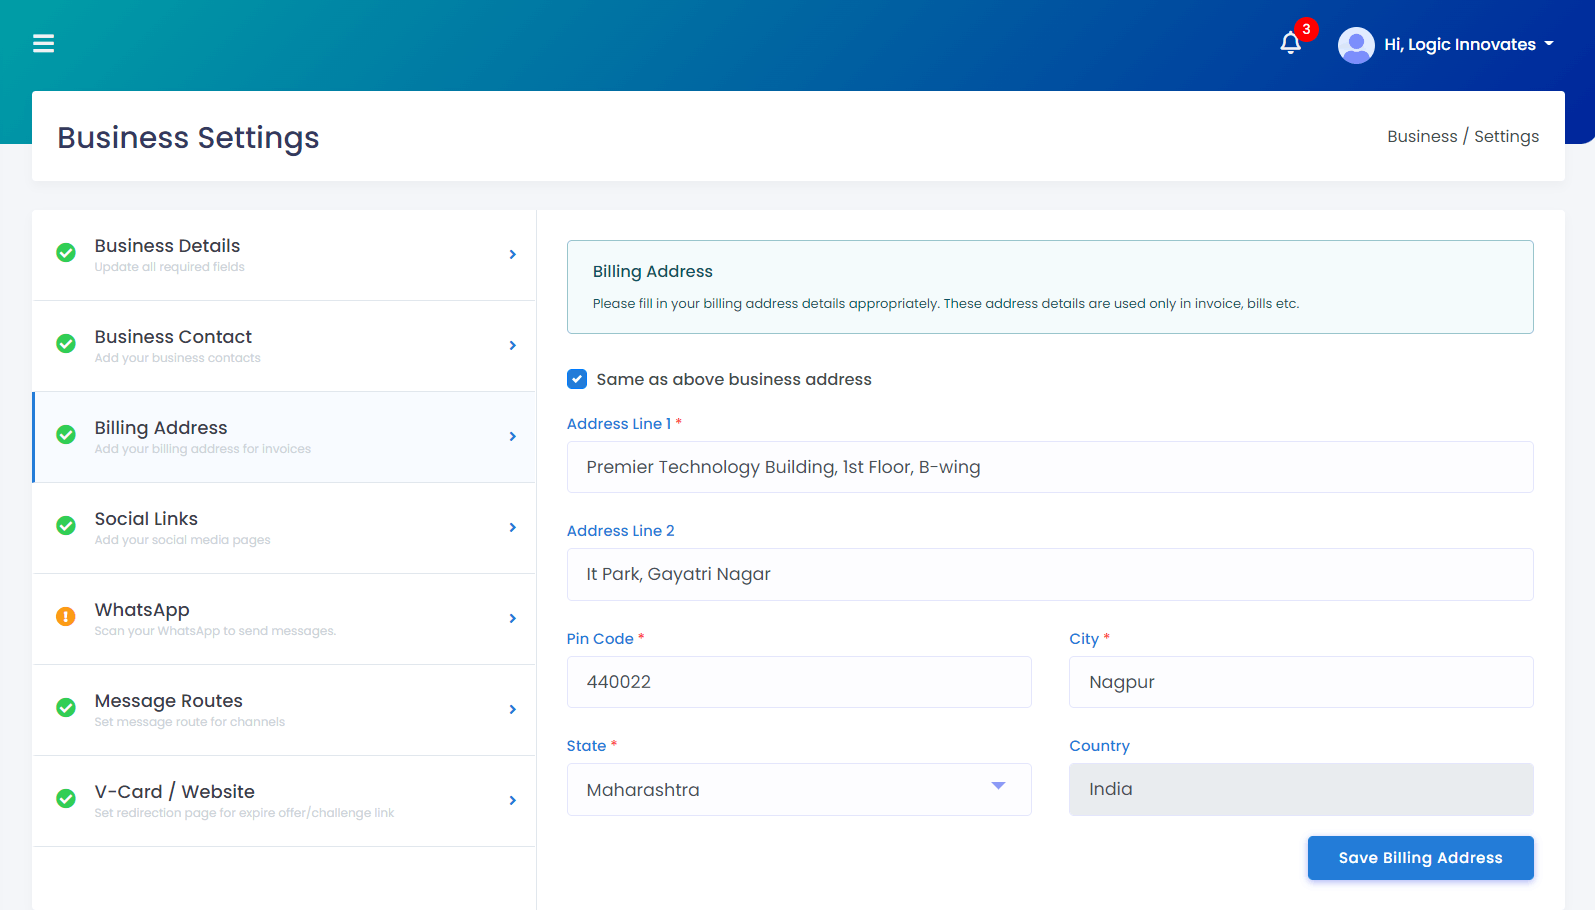 3
Hi, Logic Innovates
Business Settings
Business / Settings
Business Details
Update all required fields
Business Contact
Add your business contacts
Billing Address
Add your billing address for invoices
Social Links
Add your social media pages
WhatsApp
Scan your WhatsApp to send messages.
Message Routes
Set message route for channels
V-Card / Website
Set redirection page for expire offer/challenge link
Billing Address
Please fill in your billing address details appropriately. These address details are used only in invoice, bills etc.
Same as above business address
Address Line 1 *
Premier Technology Building, 1st Floor, B-wing
Address Line 2
It Park, Gayatri Nagar
Pin Code *
City *
440022
Nagpur
State *
Country
Maharashtra
India
Save Billing Address